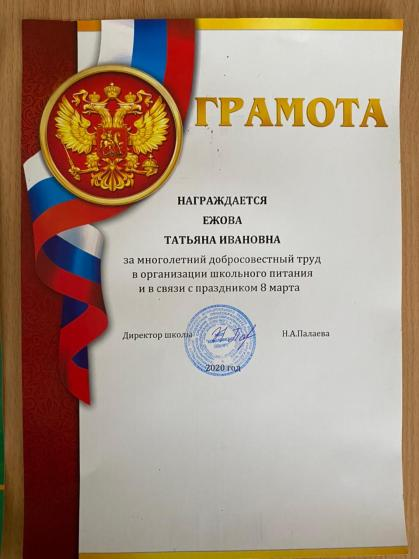 ГРАМОТА
НАГРАЖДАЕТСЯ
ЕЖОВА
ТАТЬЯНА ИВАНОВНА
за многолетний добросовестный труд
в организации школьного питания
и в связи с праздником 8 марта
Директор школы
Н.А.Палаева
2020 год